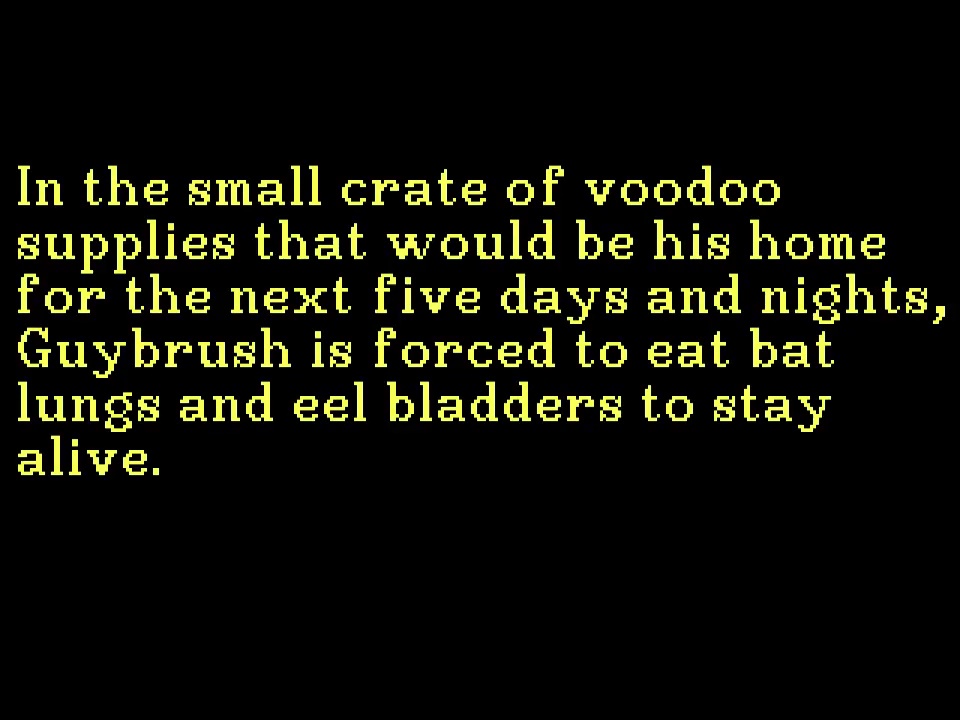 In the small crate of voodoo
supplies that would be his home
for the next five days and nights,
Guybrush is forced to eat bat
lungs and eel bladders to stay
alive.